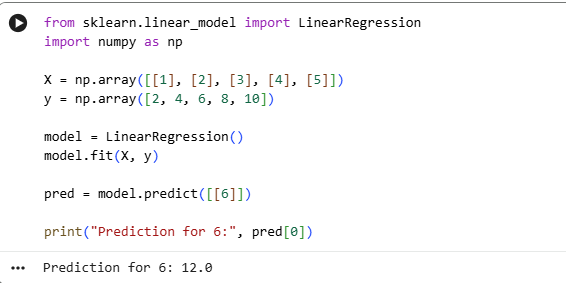 from sklearn.linear_model import LinearRegression
import numpy as np
X = np.array([[1], [2], [3], [4], [5]])
y = np.array([2, 4, 6, 8, 10])
model = LinearRegression()
model.fit(X, y)
pred = model.predict([[6]])
print("Prediction for 6:", pred[0])
Prediction for 6: 12.0